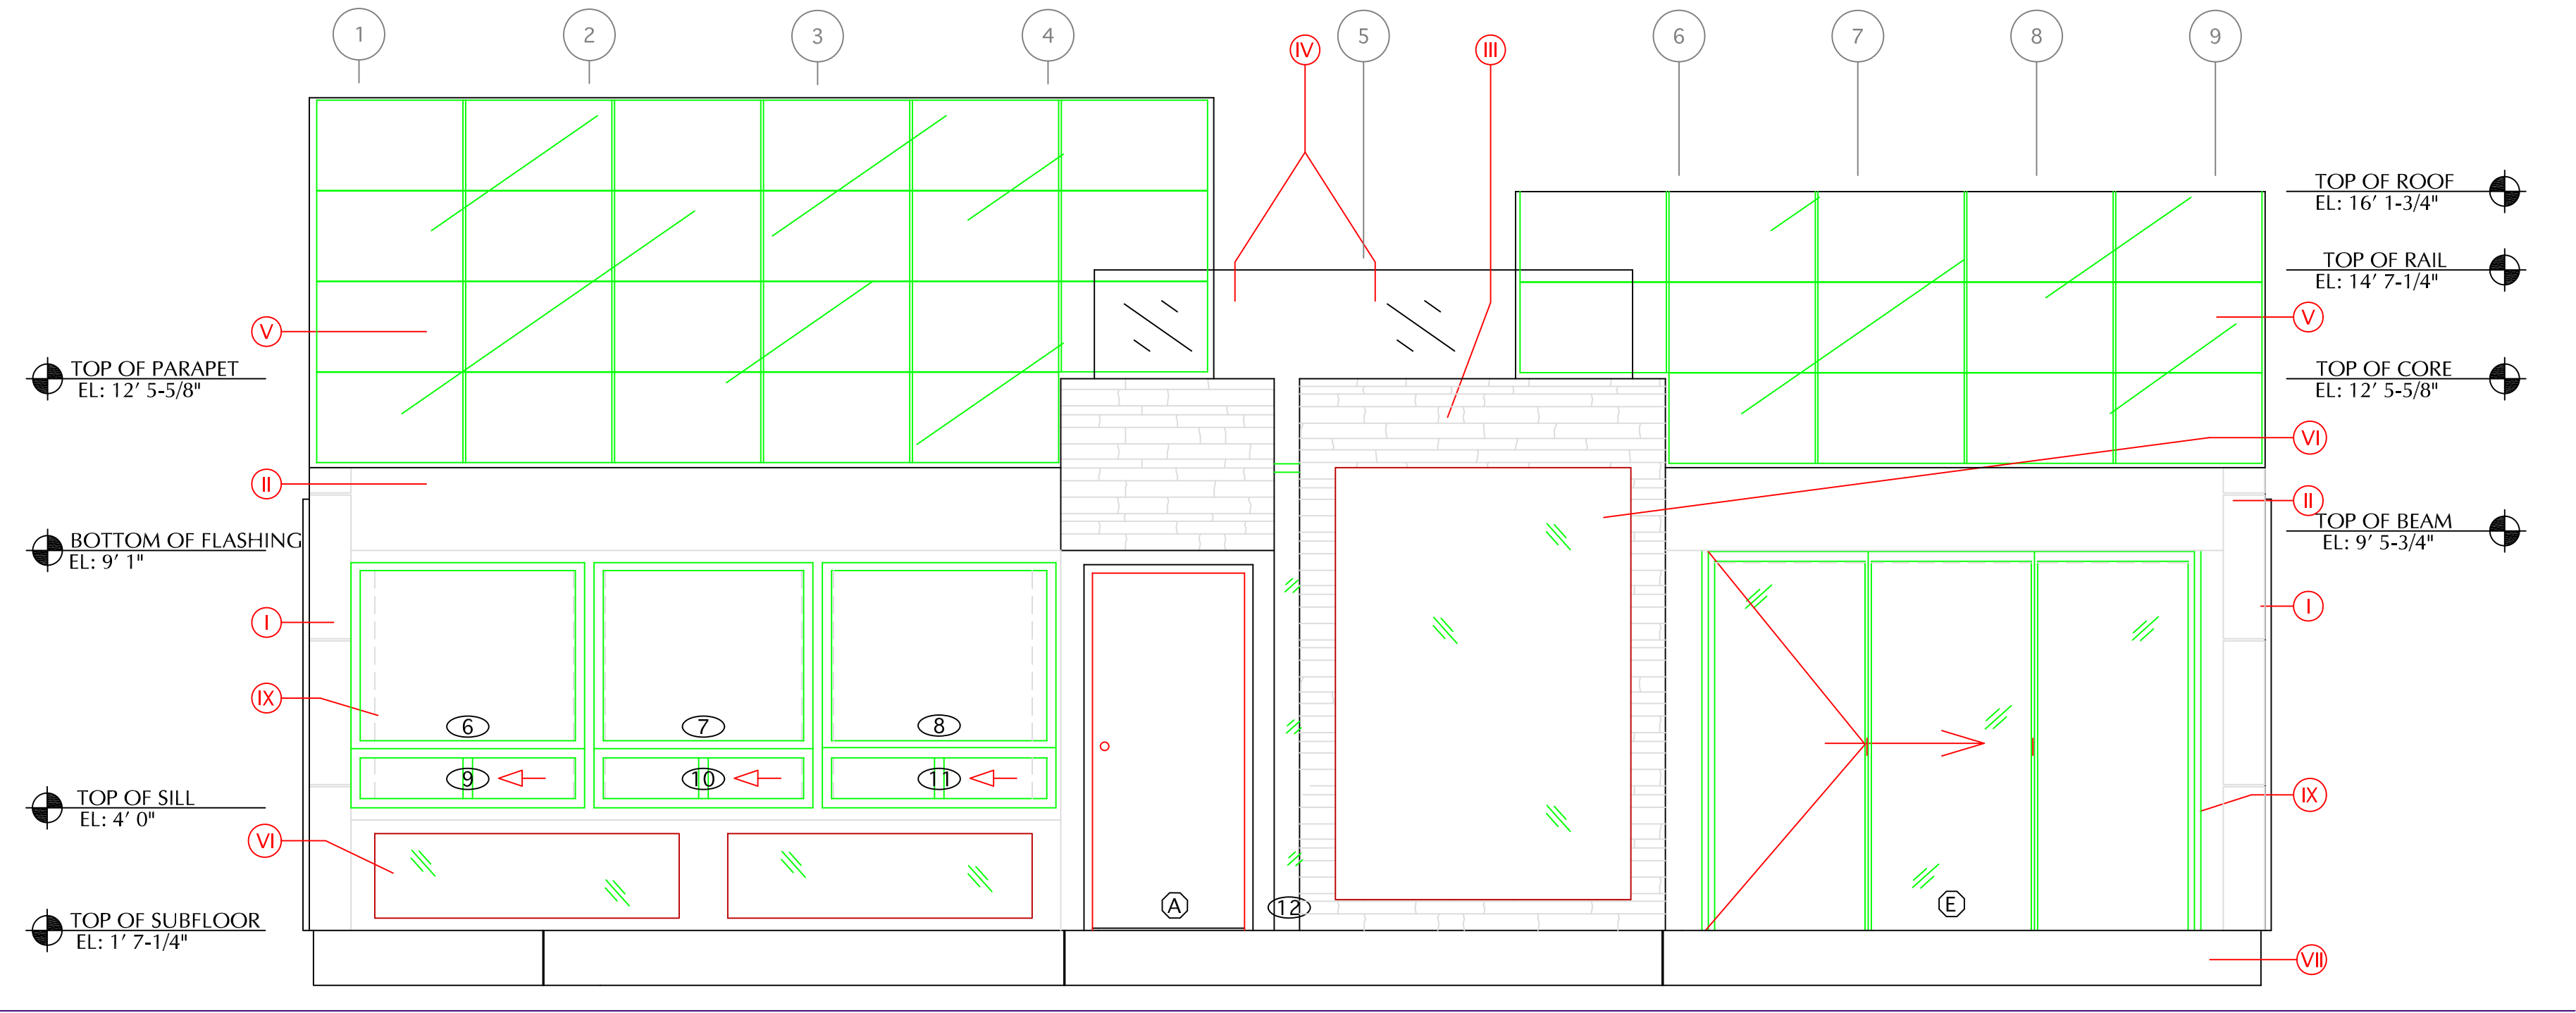 1 2 3 4 IV 5 III 6 7 8 9
TOP OF ROOF
EL: 16' 1-3/4"
TOP OF RAIL
EL: 14' 7-1/4"
V
V
TOP OF PARAPET
EL: 12' 5-5/8"
TOP OF CORE
EL: 12' 5-5/8"
VI
II
II
TOP OF BEAM
EL: 9' 5-3/4"
BOTTOM OF FLASHING
EL: 9' 1"
I
I
IX
6 7 8
9 10 11
TOP OF SILL
EL: 4' 0"
IX
VI
A 12 E
TOP OF SUBFLOOR
EL: 1' 7-1/4"
VII